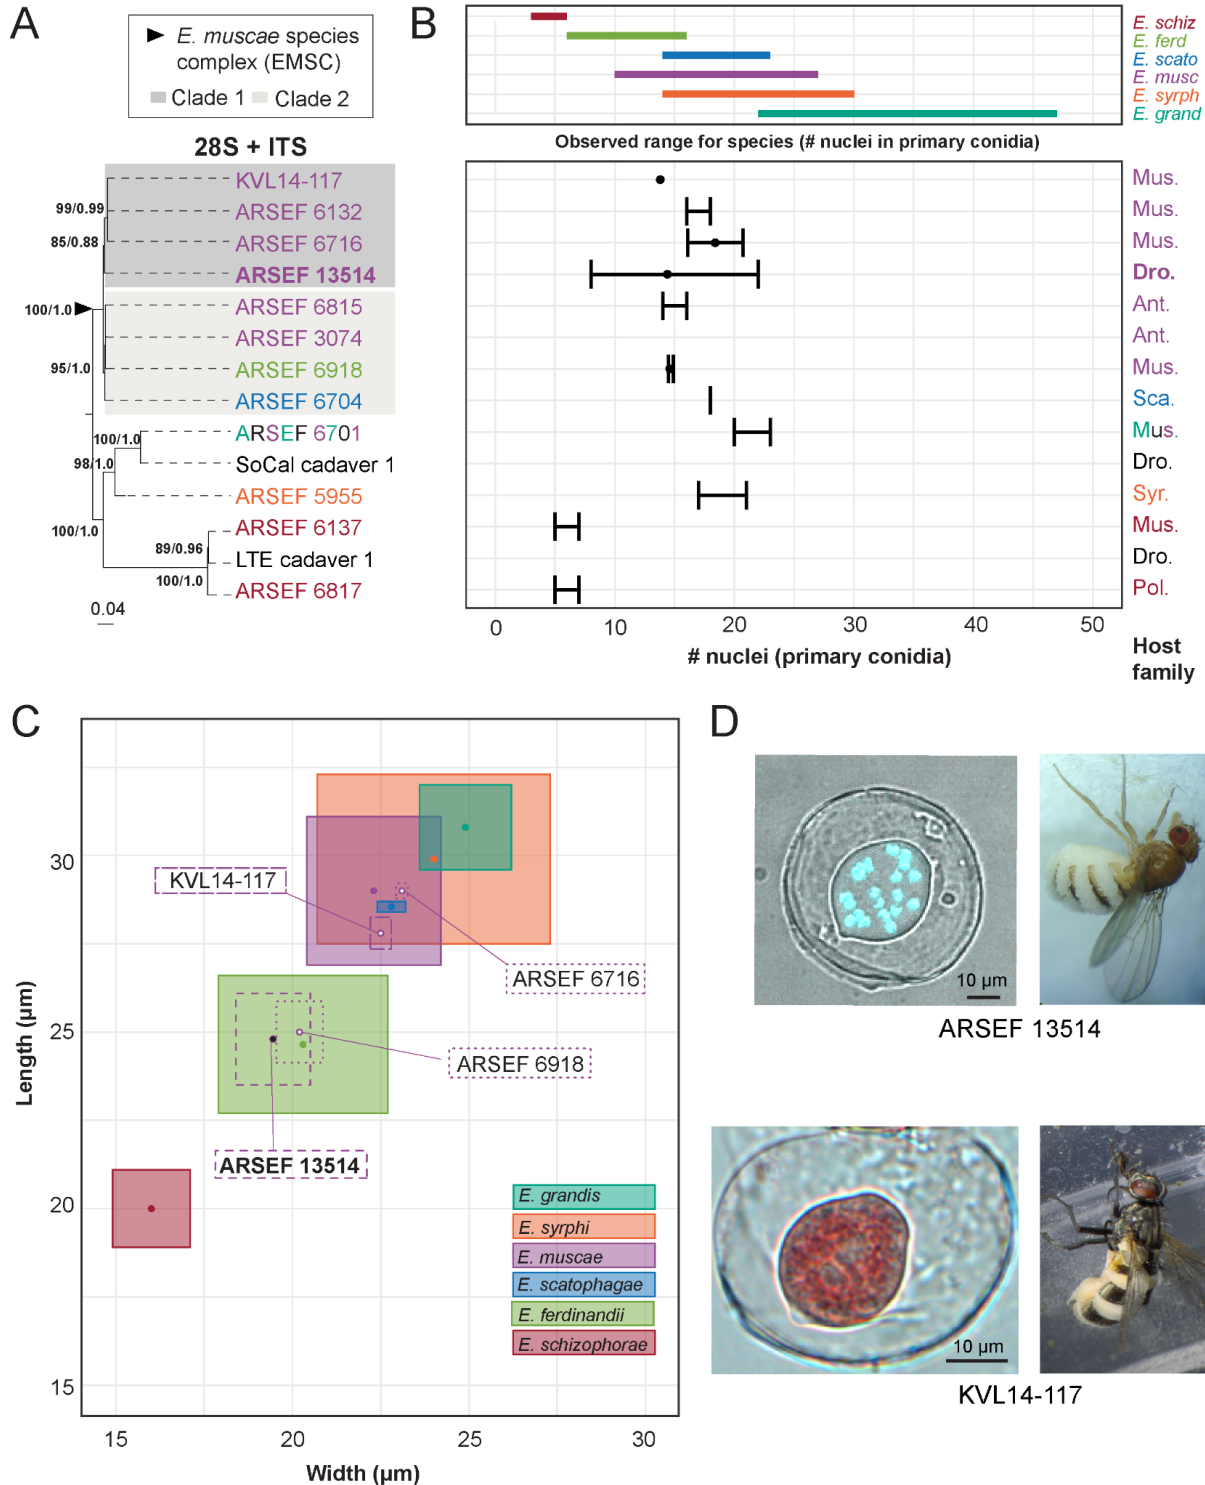 A
E. muscae species
complex (EMSC)
Clade 1
Clade 2
28S + ITS
KVL14-117
99/0.99
ARSEF 6132
85/0.88
ARSEF 6716
ARSEF 13514
100/1.0
ARSEF 6815
ARSEF 3074
95/1.0
ARSEF 6918
ARSEF 6704
ARSEF 6701
100/1.0
SoCal cadaver 1
98/1.0
ARSEF 5955
100/1.0
ARSEF 6137
89/0.96
LTE cadaver 1
100/1.0
ARSEF 6817
0.04
B
E. schiz
E. ferd
E. scato
E. musc
E. syrph
E. grand
Observed range for species (# nuclei in primary conidia)
Mus.
Mus.
Mus.
Dro.
Ant.
Ant.
Mus.
Sca.
Mus.
Dro.
Syr.
Mus.
Dro.
Pol.
0
10
20
30
40
50
# nuclei (primary conidia)
Host
family
C
30
25
20
15
Length (µm)
KVL14-117
ARSEF 6716
ARSEF 6918
ARSEF 13514
E. grandis
E. syrphi
E. muscae
E. scatophagae
E. ferdinandii
E. schizophorae
15
20
25
30
Width (µm)
D
10 µm
ARSEF 13514
10 µm
KVL14-117